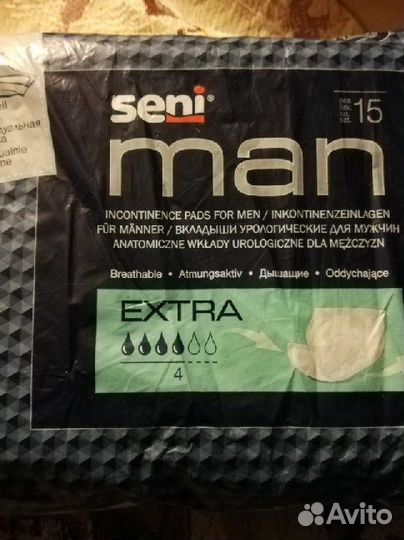 seni®
man
15
INCONTINENCE PADS FOR MEN / INKONTINENZEINLAGEN
FÜR MÄNNER / ВКЛАДЫШИ УРОЛОГИЧЕСКИЕ ДЛЯ МУЖЧИН
ANATOMICZNE WKŁADY UROLOGICZNE DLA MĘŻCZYZN
Breathable • Atmungsaktiv • Дышащие • Oddychające
EXTRA
4
Avito